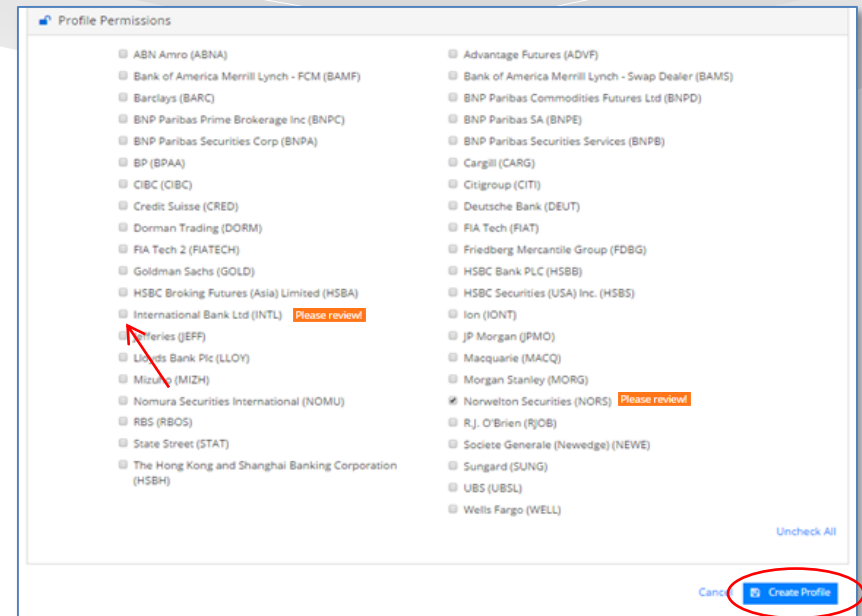 Profile Permissions
ABN Amro (ABNA)
Bank of America Merrill Lynch - FCM (BAMF)
Barclays (BARC)
BNP Paribas Prime Brokerage Inc (BNPC)
BNP Paribas Securities Corp (BNPA)
BP (BPAA)
CIBC (CIBC)
Credit Suisse (CRED)
Dorman Trading (DORM)
FIA Tech 2 (FIATECH)
Goldman Sachs (GOLD)
HSBC Broking Futures (Asia) Limited (HSBA)
International Bank Ltd (INTL) Please review!
Jefferies (JEFF)
Lloyds Bank Plc (LLOY)
Mizuho (MIZH)
Nomura Securities International (NOMU)
RBS (RBOS)
State Street (STAT)
The Hong Kong and Shanghai Banking Corporation
(HSBH)
Advantage Futures (ADVF)
Bank of America Merrill Lynch - Swap Dealer (BAMS)
BNP Paribas Commodities Futures Ltd (BNPD)
BNP Paribas SA (BNPE)
BNP Paribas Securities Services (BNPB)
Cargill (CARG)
Citigroup (CITI)
Deutsche Bank (DEUT)
FIA Tech (FIAT)
Friedberg Mercantile Group (FDBG)
HSBC Bank PLC (HSBB)
HSBC Securities (USA) Inc. (HSBS)
Ion (IONT)
JP Morgan (JPMO)
Macquarie (MACQ)
Morgan Stanley (MORG)
Norwelton Securities (NORS) Please review!
R.J. O'Brien (RJOB)
Societe Generale (Newedge) (NEWE)
Sungard (SUNG)
UBS (UBSL)
Wells Fargo (WELL)
Uncheck All
Cancel Create Profile